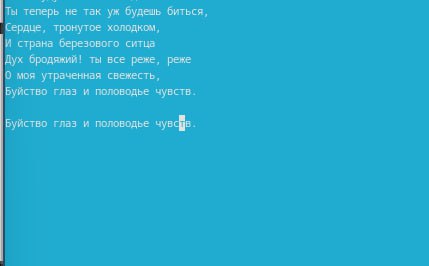 Ты теперь не так уж будешь биться,
Сердце, тронутое холодком,
И страна березового ситца
Дух бродяжий! ты все реже, реже
О моя утраченная свежесть,
Буйство глаз и половодье чувств.
Буйство глаз и половодье чувств.